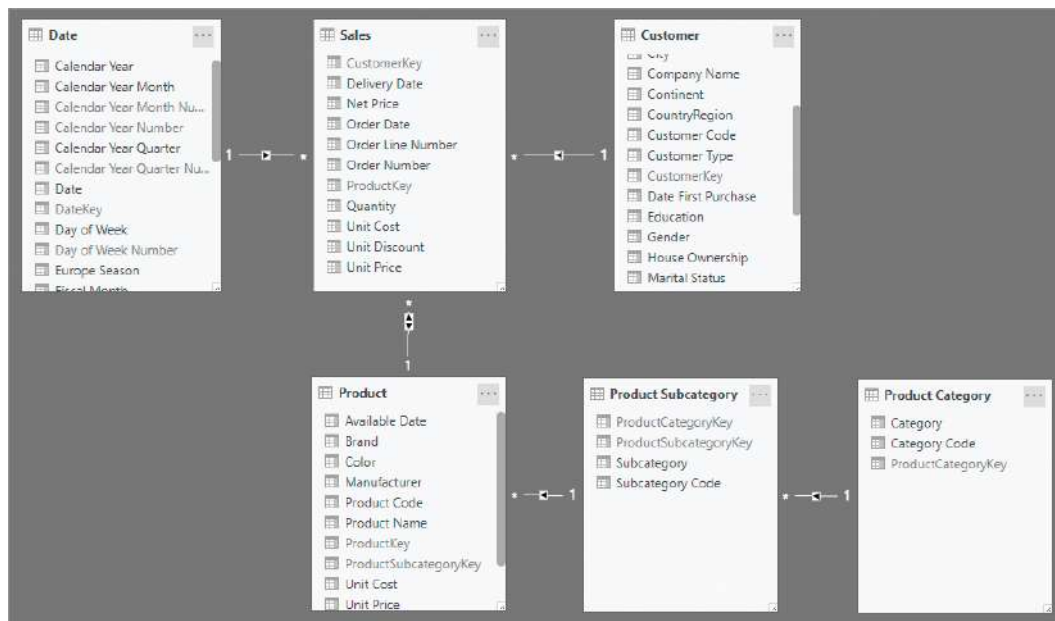 Date
Calendar Year
Calendar Year Month
Calendar Year Month Nu...
Calendar Year Number
Calendar Year Quarter
Calendar Year Quarter Nu...
Date
DateKey
Day of Week
Day of Week Number
Europe Season
Fiscal Month
1
*
Sales
CustomerKey
Delivery Date
Net Price
Order Date
Order Line Number
Order Number
ProductKey
Quantity
Unit Cost
Unit Discount
Unit Price
*
1
Customer
City
Company Name
Continent
CountryRegion
Customer Code
Customer Type
CustomerKey
Date First Purchase
Education
Gender
House Ownership
Marital Status
*
1
Product
Available Date
Brand
Color
Manufacturer
Product Code
Product Name
ProductKey
ProductSubcategoryKey
Unit Cost
Unit Price
*
1
Product Subcategory
ProductCategoryKey
ProductSubcategoryKey
Subcategory
Subcategory Code
*
1
Product Category
Category
Category Code
ProductCategoryKey